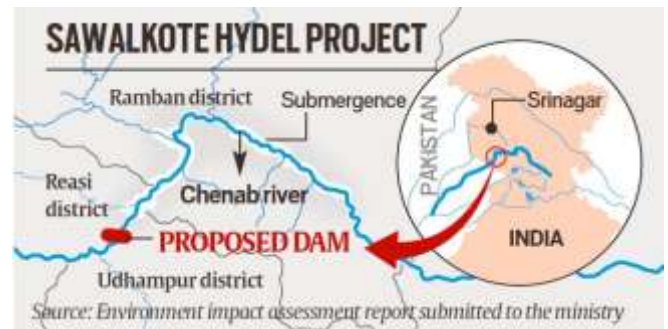 SAWALKOTE HYDEL PROJECT
Ramban district
Submergence
Srinagar
PAKISTAN
Reasi
district
Chenab river
PROPOSED DAM
INDIA
Udhampur district
Source: Environment impact assessment report submitted to the ministry